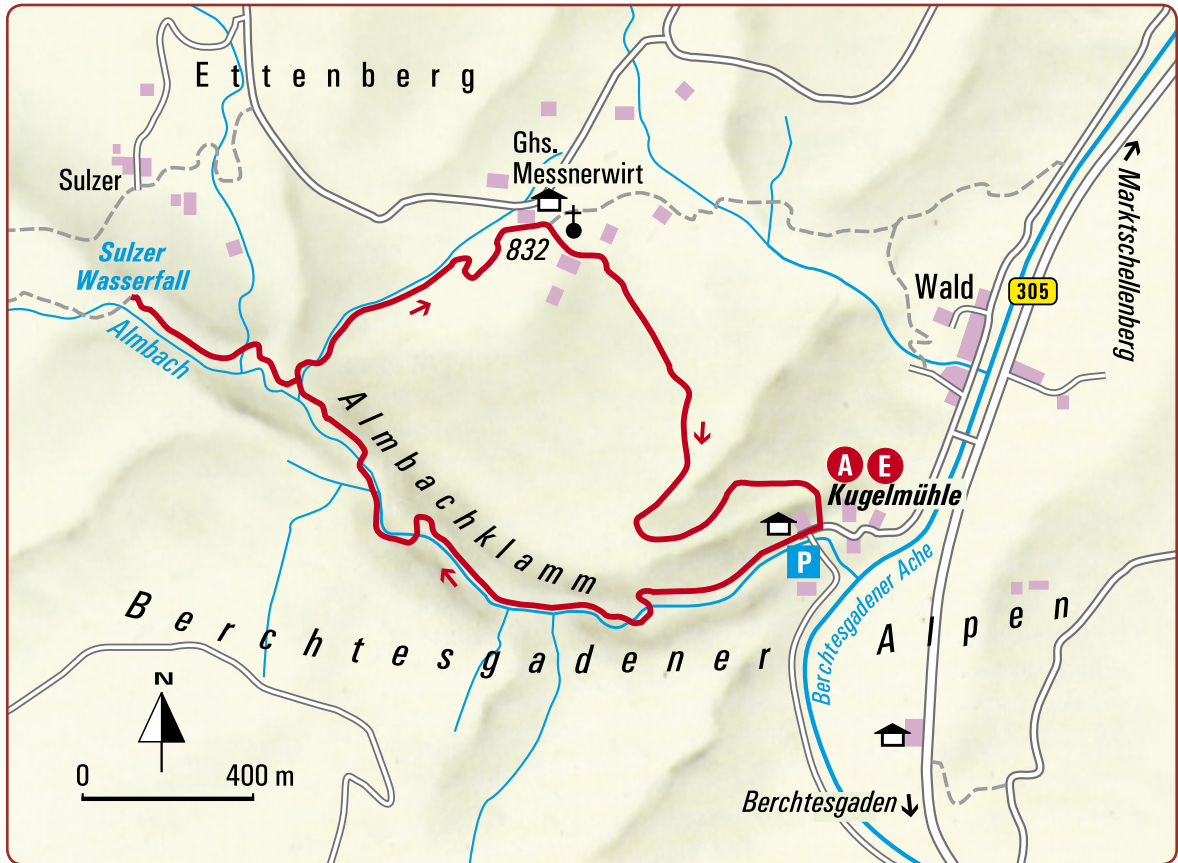 Ettenberg
Ghs.
Messnerwirt
Sulzer
832
Sulzer
Wasserfall
Almbach
Wald
305
Marktschellenberg
Almbachklamm
A E
Kugelmühle
P
Berchtesgadener Ache
Berchtesgadener Alpen
N
0 400 m
Berchtesgaden